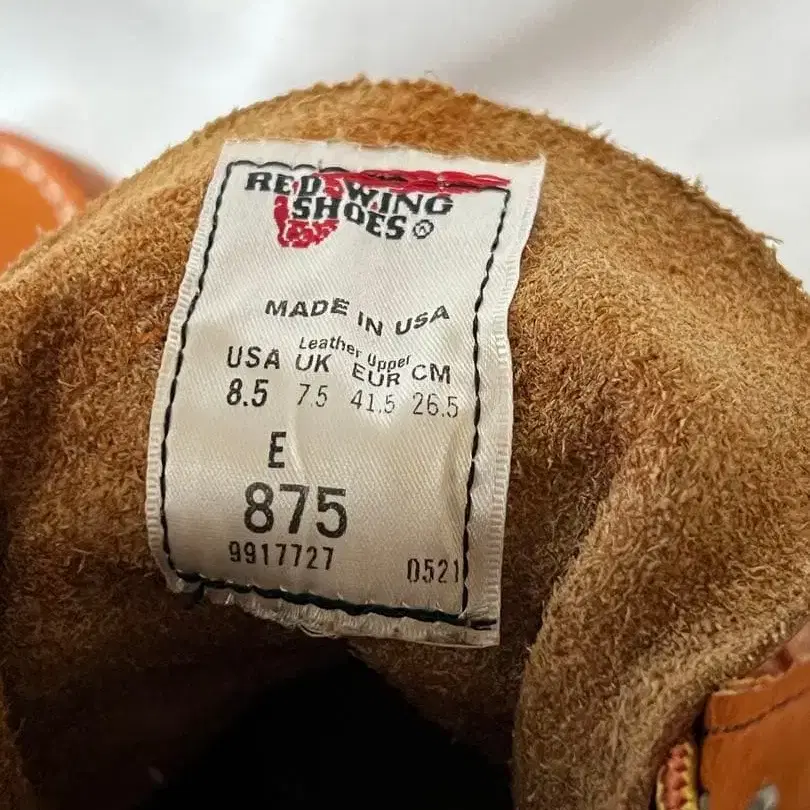 RED WING
SHOES®
MADE IN USA
Leather Upper
USA UK EUR CM
8.5 7.5 41.5 26.5
E
875
9917727 0521